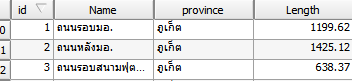 id Name province Length
0 1 ถนนรอบมอ. ภูเก็ต 1199.62
1 2 ถนนหลังมอ. ภูเก็ต 1425.12
2 3 ถนนรอบสนามฟุต... ภูเก็ต 638.37